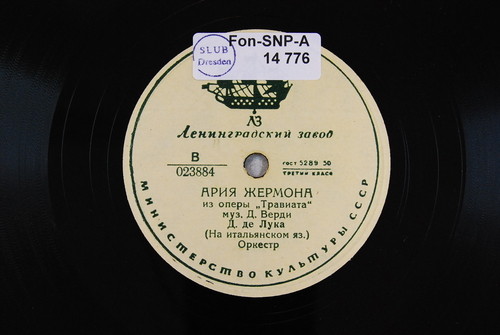 SLUB
Dresden
Fon-SNP-A
14 776
ЛЗ
Ленинградский завод
В
023884
ГОСТ 5289-50
ТРЕТИЙ КЛАСС
АРИЯ ЖЕРМОНА
из оперы „Травиата"
муз. Д. Верди
Д. де Лука
(На итальянском яз.)
Оркестр
МИНИСТЕРСТВО КУЛЬТУРЫ СССР